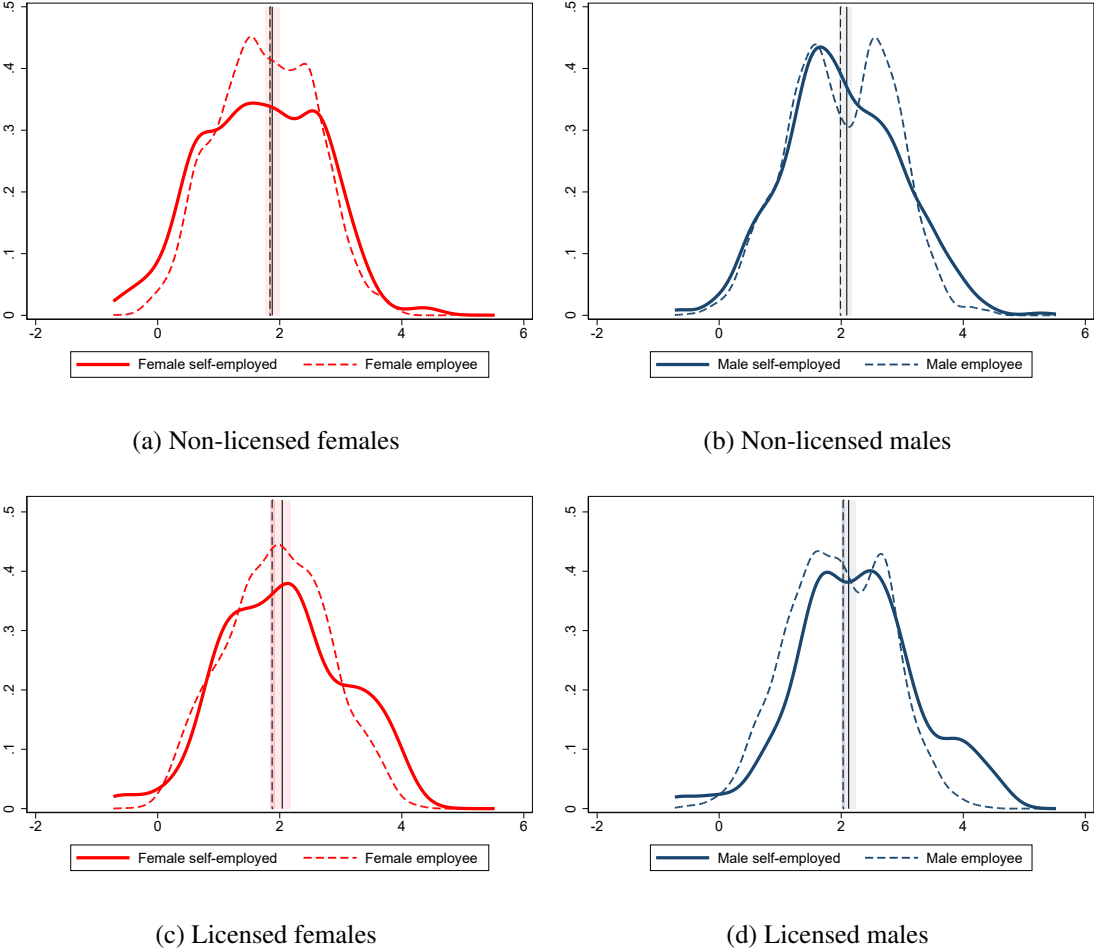 .5
.4
.3
.2
.1
0
-2 0 2 4 6
Female self-employed Female employee
(a) Non-licensed females
.5
.4
.3
.2
.1
0
-2 0 2 4 6
Male self-employed Male employee
(b) Non-licensed males
.5
.4
.3
.2
.1
0
-2 0 2 4 6
Female self-employed Female employee
(c) Licensed females
.5
.4
.3
.2
.1
0
-2 0 2 4 6
Male self-employed Male employee
(d) Licensed males